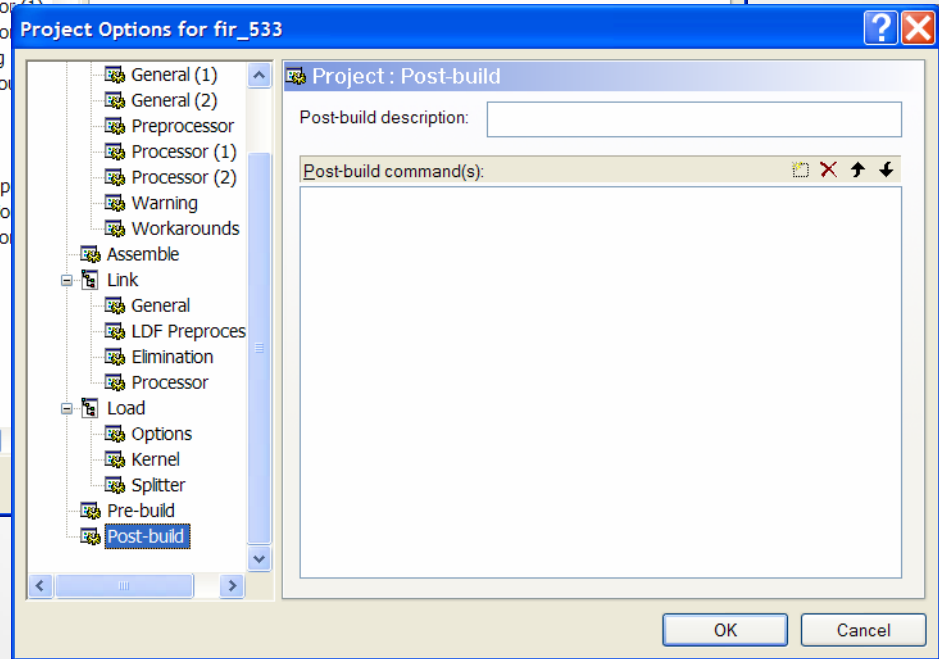 Project Options for fir_533
General (1)
General (2)
Preprocessor
Processor (1)
Processor (2)
Warning
Workarounds
Assemble
Link
General
LDF Preproces
Elimination
Processor
Load
Options
Kernel
Splitter
Pre-build
Post-build
Project : Post-build
Post-build description:
Post-build command(s):
OK
Cancel